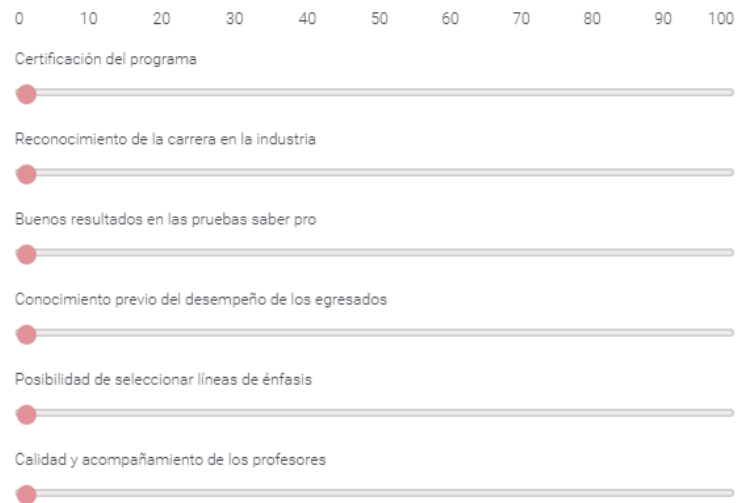 0 10 20 30 40 50 60 70 80 90 100
Certificación del programa
Reconocimiento de la carrera en la industria
Buenos resultados en las pruebas saber pro
Conocimiento previo del desempeño de los egresados
Posibilidad de seleccionar líneas de énfasis
Calidad y acompañamiento de los profesores